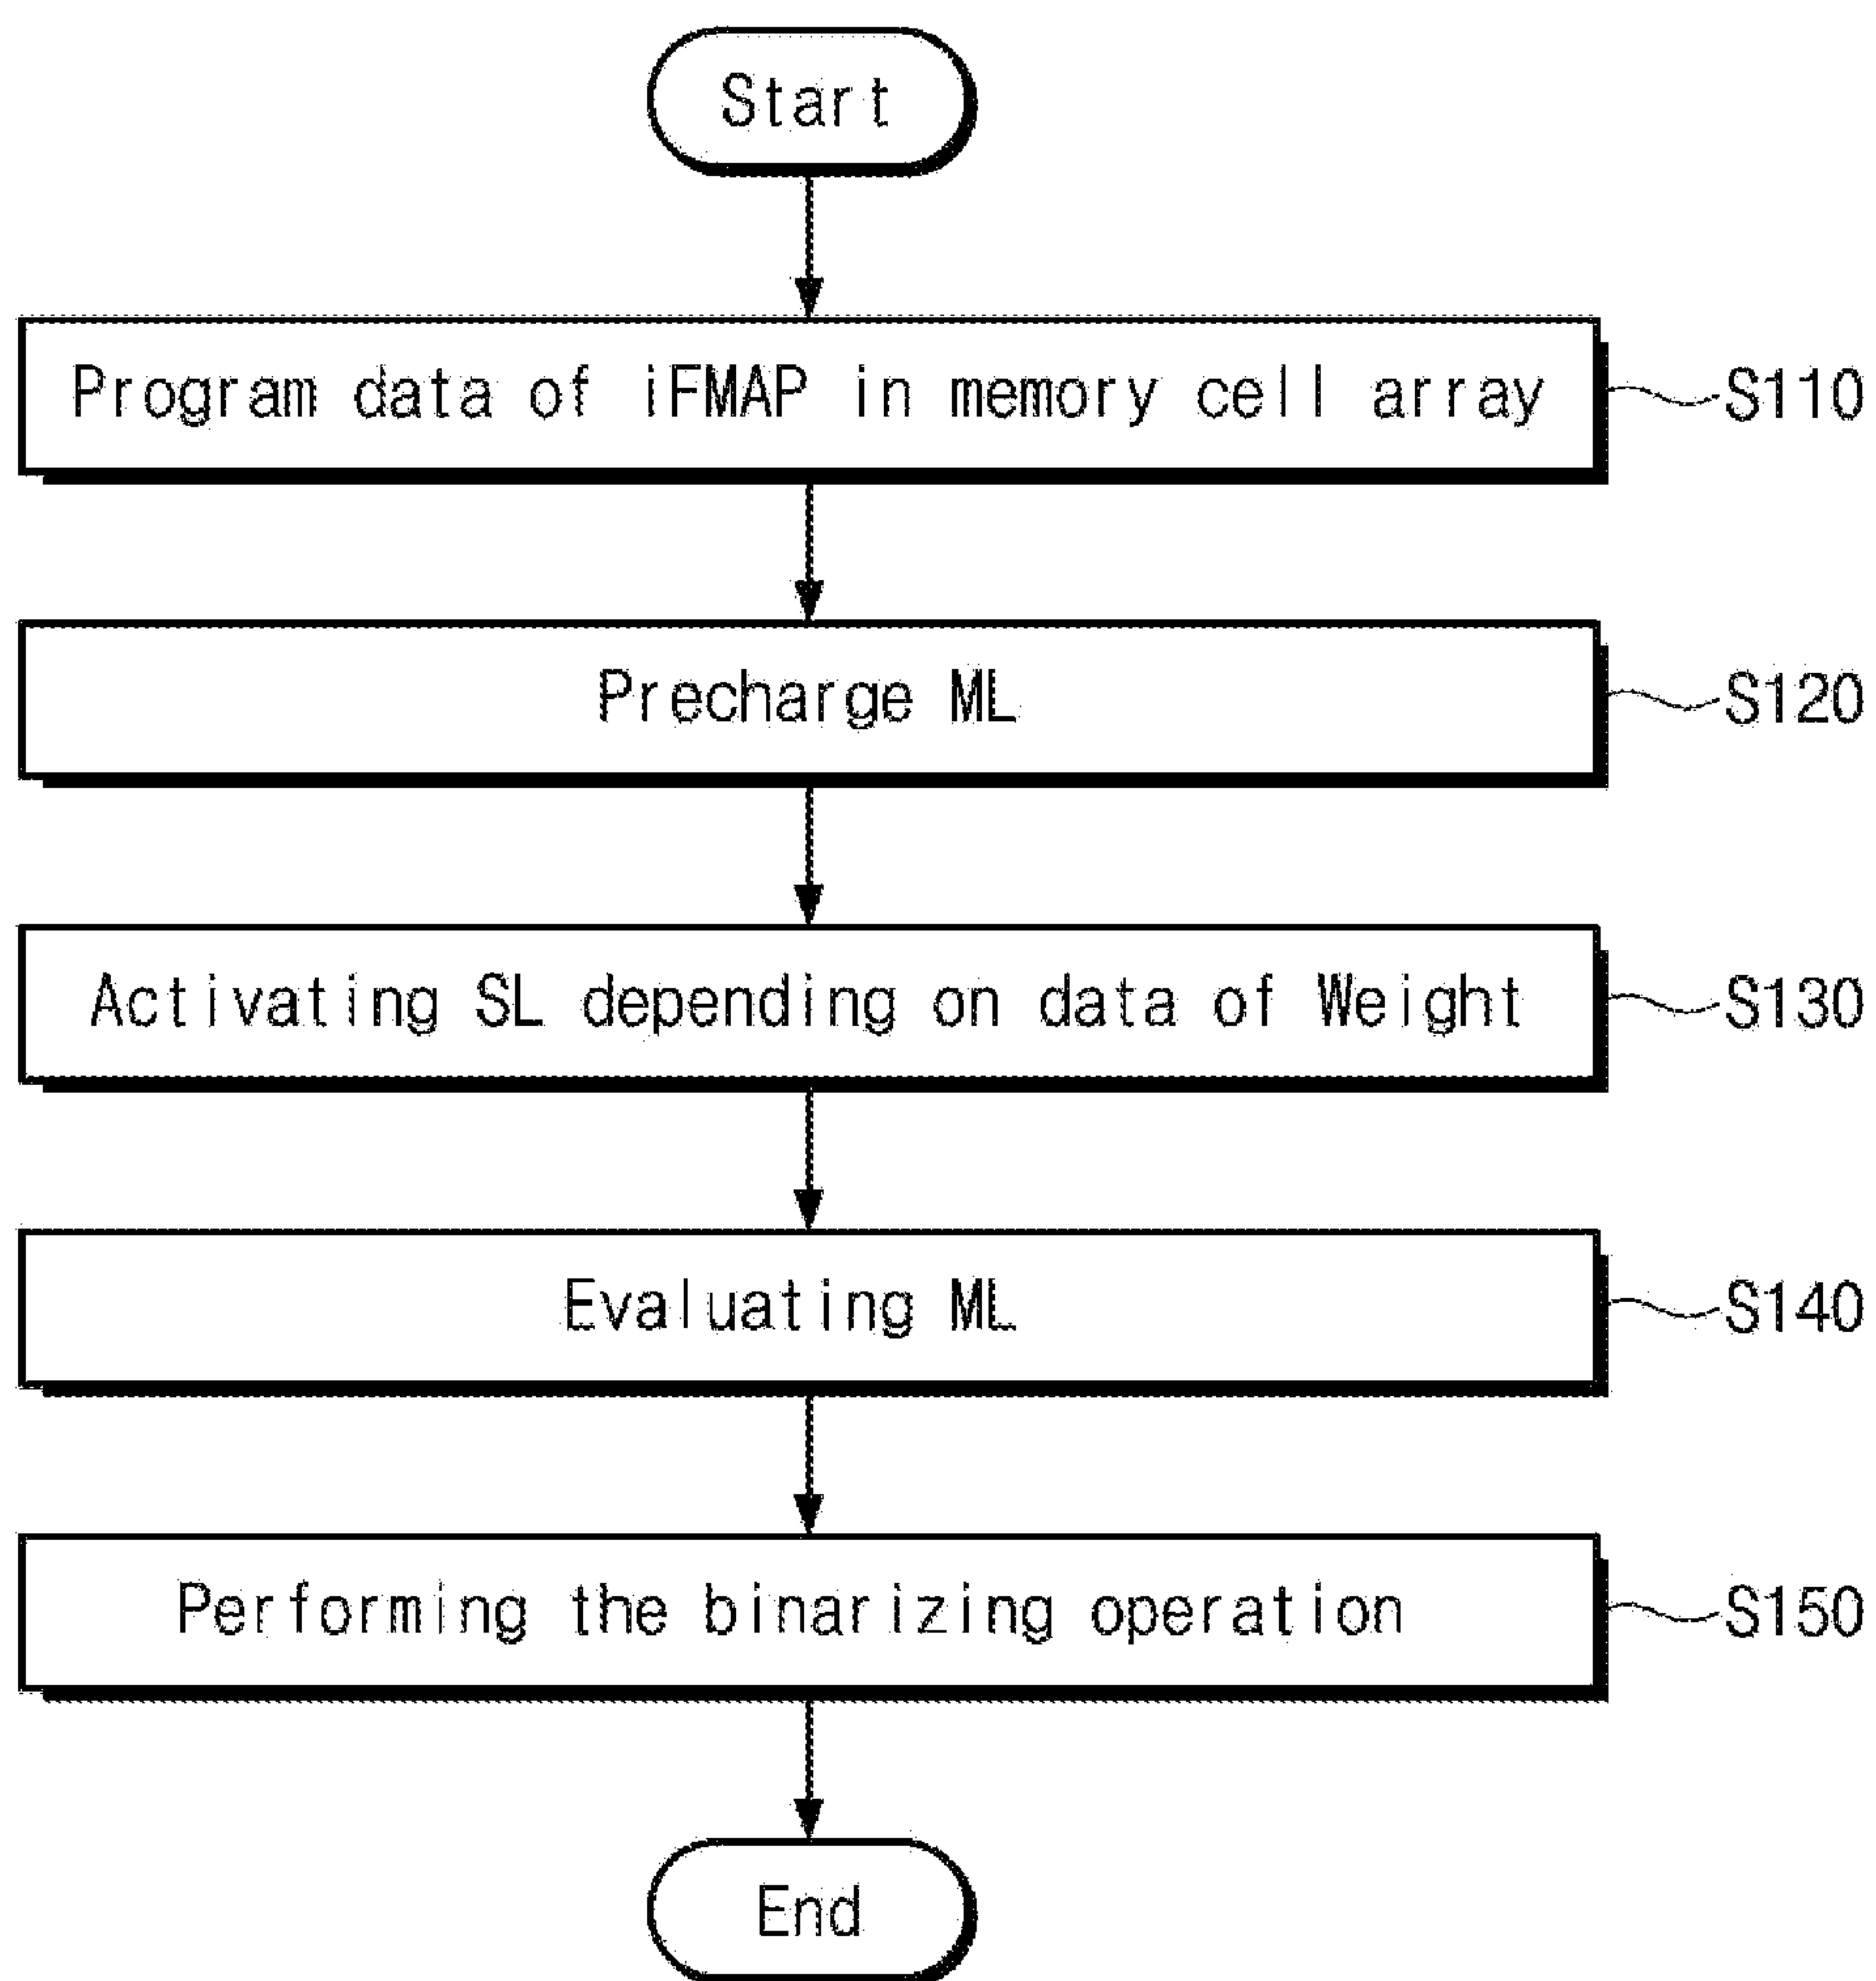 Start
Program data of iFMAP in memory cell array
S110
Precharge ML
S120
Activating SL depending on data of Weight
S130
Evaluating ML
S140
Performing the binarizing operation
S150
End